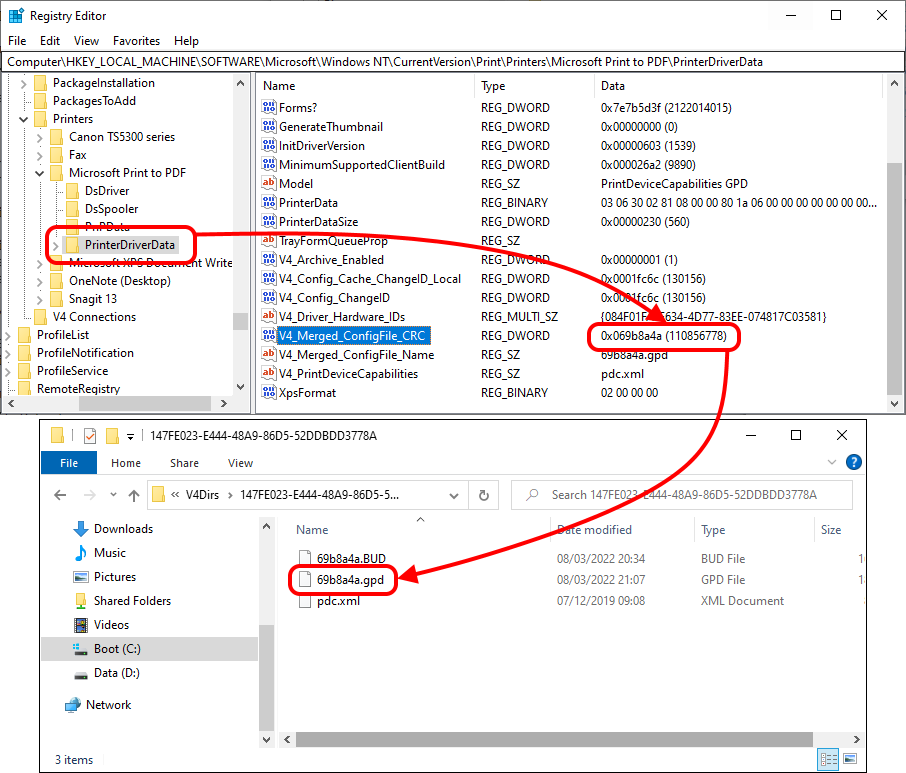 Registry Editor
File Edit View Favorites Help
Computer\HKEY_LOCAL_MACHINE\SOFTWARE\Microsoft\Windows NT\CurrentVersion\Print\Printers\Microsoft Print to PDF\PrinterDriverData
PackageInstallation
PackagesToAdd
Printers
Canon TS5300 series
Fax
Microsoft Print to PDF
DsDriver
DsSpooler
PnPData
PrinterDriverData
Microsoft XPS Document Write
OneNote (Desktop)
Snagit 13
V4 Connections
ProfileList
ProfileNotification
ProfileService
RemoteRegistry
Name Type Data
Forms? REG_DWORD 0x7e7b5d3f (2122014015)
GenerateThumbnail REG_DWORD 0x00000000 (0)
InitDriverVersion REG_DWORD 0x00000603 (1539)
MinimumSupportedClientBuild REG_DWORD 0x000026a2 (9890)
Model REG_SZ PrintDeviceCapabilities GPD
PrinterData REG_BINARY 03 06 30 02 81 08 00 00 80 1a 06 00 00 00 00 00 00 00...
PrinterDataSize REG_DWORD 0x00000230 (560)
TrayFormQueueProp REG_SZ
V4_Archive_Enabled REG_DWORD 0x00000001 (1)
V4_Config_Cache_ChangeID_Local REG_DWORD 0x0001fc6c (130156)
V4_Config_ChangeID REG_DWORD 0x0001fc6c (130156)
V4_Driver_Hardware_IDs REG_MULTI_SZ
V4_Merged_ConfigFile_CRC REG_DWORD 0x069b8a4a (110856778)
V4_Merged_ConfigFile_Name REG_SZ 69b8a4a.gpd
V4_PrintDeviceCapabilities REG_SZ pdc.xml
XpsFormat REG_BINARY 02 00 00 00
147FE023-E444-48A9-86D5-52DDBDD3778A
File Home Share View
« V4Dirs > 147FE023-E444-48A9-86D5-5... Search 147FE023-E444-48A9-86D5-52DDBDD3778A
Downloads
Music
Pictures
Shared Folders
Videos
Boot (C:)
Data (D:)
Network
Name Date modified Type Size
69b8a4a.BUD 08/03/2022 20:34 BUD File
69b8a4a.gpd 08/03/2022 21:07 GPD File
pdc.xml 07/12/2019 09:08 XML Document
3 items